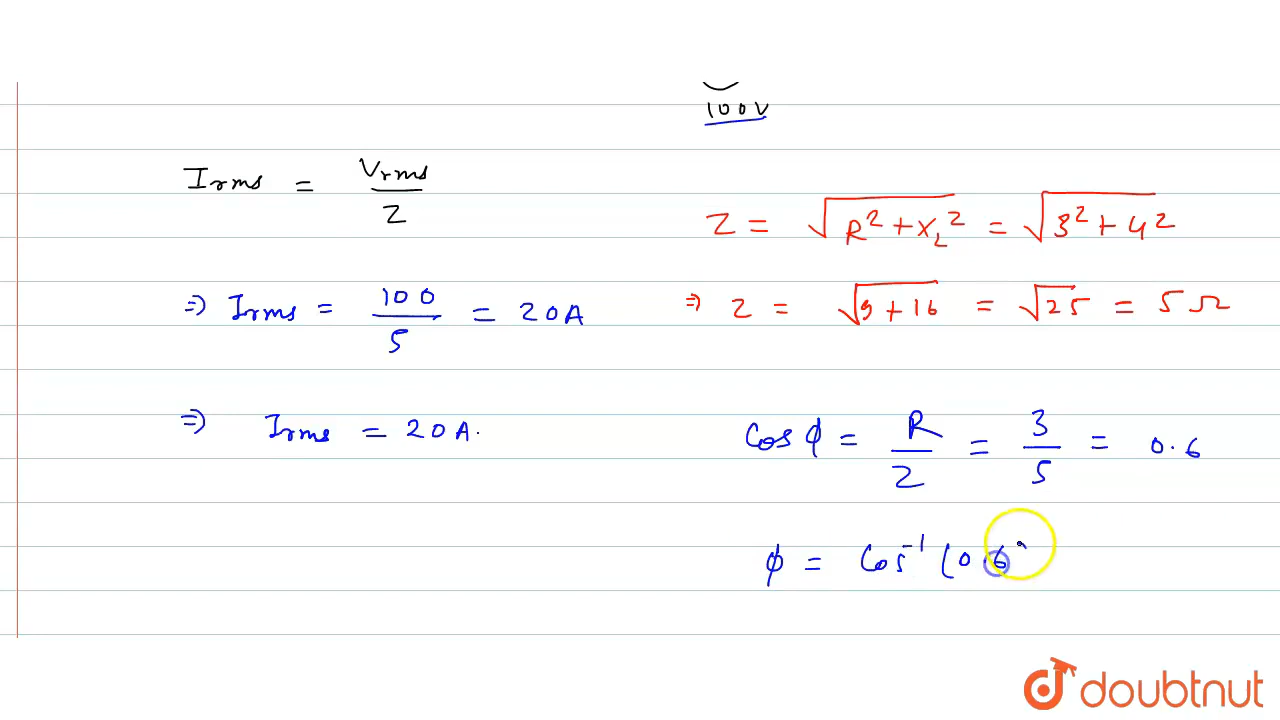 100V
Irms = Vrms / Z
Z = √R² + X_L² = √3² + 4²
⇒ Irms = 100 / 5 = 20A
⇒ Z = √9 + 16 = √25 = 5 Ω
⇒ Irms = 20A.
Cos ϕ = R / Z = 3 / 5 = 0.6
ϕ = Cos⁻¹ (0.6
doubtnut